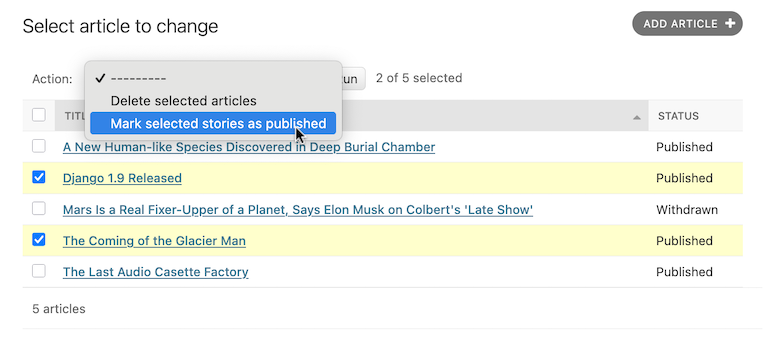 Select article to change
ADD ARTICLE +
Action:
✓ ---------
2 of 5 selected
Delete selected articles
Mark selected stories as published
STATUS
A New Human-like Species Discovered in Deep Burial Chamber Published
Django 1.9 Released Published
Mars Is a Real Fixer-Upper of a Planet, Says Elon Musk on Colbert's 'Late Show' Withdrawn
The Coming of the Glacier Man Published
The Last Audio Casette Factory Published
5 articles